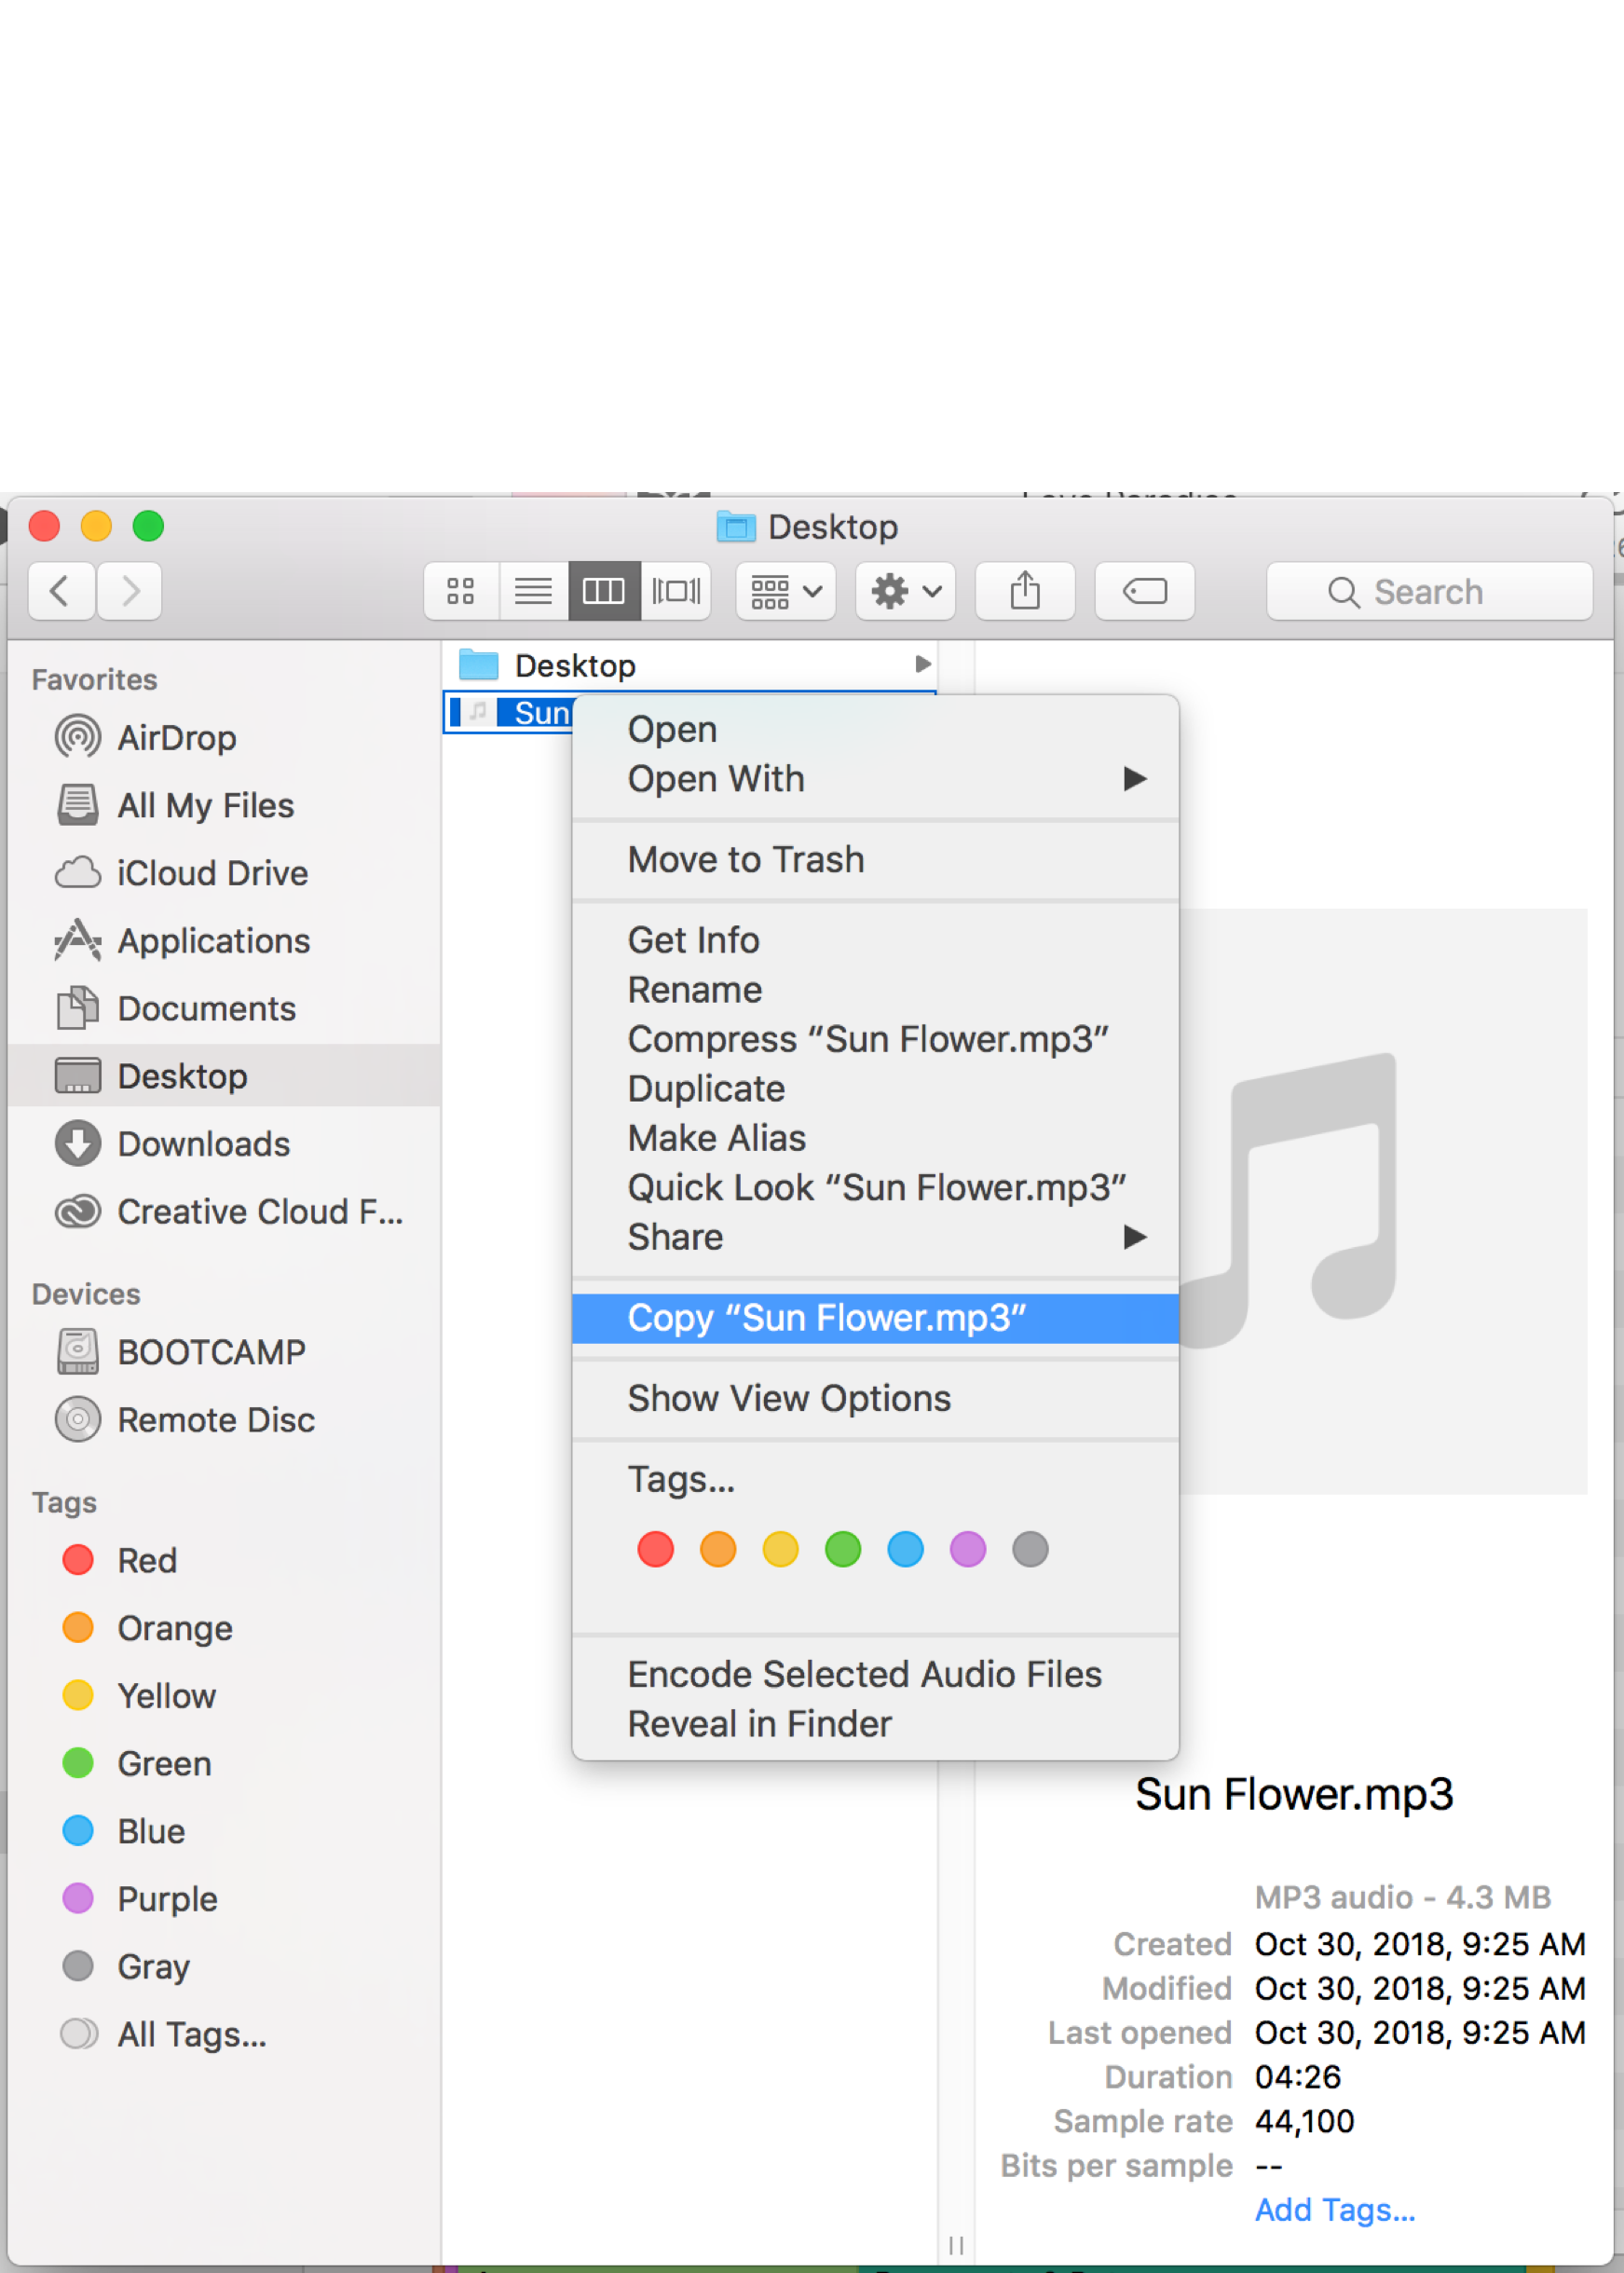 Desktop
Search
Favorites
AirDrop
All My Files
iCloud Drive
Applications
Documents
Desktop
Downloads
Creative Cloud F...
Devices
BOOTCAMP
Remote Disc
Tags
Red
Orange
Yellow
Green
Blue
Purple
Gray
All Tags...
Desktop
Sun
Open
Open With
Move to Trash
Get Info
Rename
Compress “Sun Flower.mp3”
Duplicate
Make Alias
Quick Look “Sun Flower.mp3”
Share
Copy “Sun Flower.mp3”
Show View Options
Tags...
Encode Selected Audio Files
Reveal in Finder
Sun Flower.mp3
MP3 audio - 4.3 MB
Created Oct 30, 2018, 9:25 AM
Modified Oct 30, 2018, 9:25 AM
Last opened Oct 30, 2018, 9:25 AM
Duration 04:26
Sample rate 44,100
Bits per sample --
Add Tags...